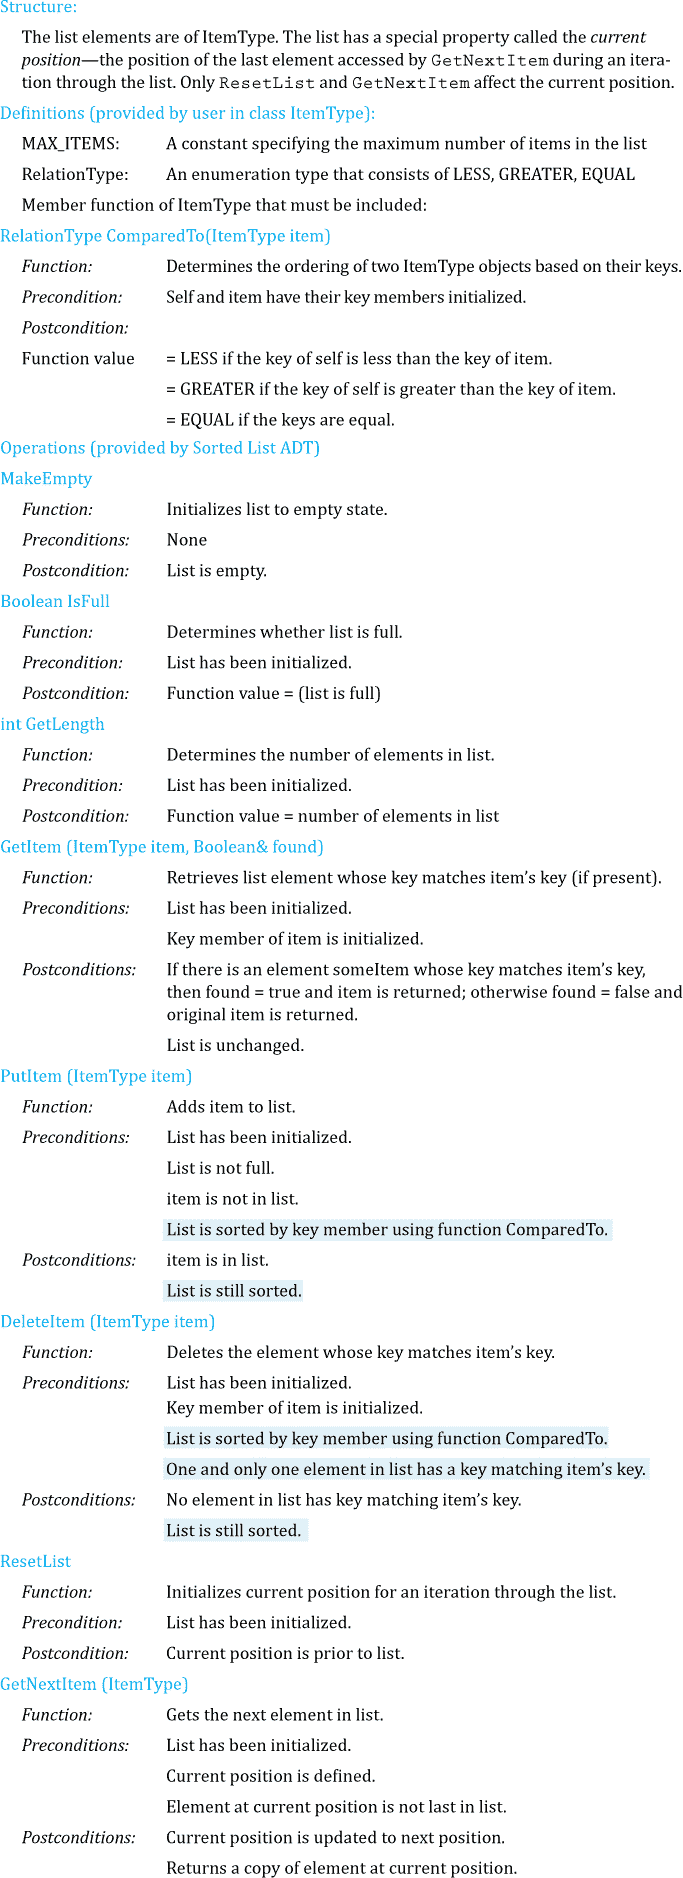 Structure:
The list elements are of ItemType. The list has a special property called the current
position—the position of the last element accessed by GetNextItem during an itera-
tion through the list. Only ResetList and GetNextItem affect the current position.
Definitions (provided by user in class ItemType):
MAX_ITEMS: A constant specifying the maximum number of items in the list
RelationType: An enumeration type that consists of LESS, GREATER, EQUAL
Member function of ItemType that must be included:
RelationType ComparedTo(ItemType item)
Function: Determines the ordering of two ItemType objects based on their keys.
Precondition: Self and item have their key members initialized.
Postcondition:
Function value = LESS if the key of self is less than the key of item.
= GREATER if the key of self is greater than the key of item.
= EQUAL if the keys are equal.
Operations (provided by Sorted List ADT)
MakeEmpty
Function: Initializes list to empty state.
Preconditions: None
Postcondition: List is empty.
Boolean IsFull
Function: Determines whether list is full.
Precondition: List has been initialized.
Postcondition: Function value = (list is full)
int GetLength
Function: Determines the number of elements in list.
Precondition: List has been initialized.
Postcondition: Function value = number of elements in list
GetItem (ItemType item, Boolean& found)
Function: Retrieves list element whose key matches item’s key (if present).
Preconditions: List has been initialized.
Key member of item is initialized.
Postconditions: If there is an element someItem whose key matches item’s key,
then found = true and item is returned; otherwise found = false and
original item is returned.
List is unchanged.
PutItem (ItemType item)
Function: Adds item to list.
Preconditions: List has been initialized.
List is not full.
item is not in list.
List is sorted by key member using function ComparedTo.
Postconditions: item is in list.
List is still sorted.
DeleteItem (ItemType item)
Function: Deletes the element whose key matches item’s key.
Preconditions: List has been initialized.
Key member of item is initialized.
List is sorted by key member using function ComparedTo.
One and only one element in list has a key matching item’s key.
Postconditions: No element in list has key matching item’s key.
List is still sorted.
ResetList
Function: Initializes current position for an iteration through the list.
Precondition: List has been initialized.
Postcondition: Current position is prior to list.
GetNextItem (ItemType)
Function: Gets the next element in list.
Preconditions: List has been initialized.
Current position is defined.
Element at current position is not last in list.
Postconditions: Current position is updated to next position.
Returns a copy of element at current position.